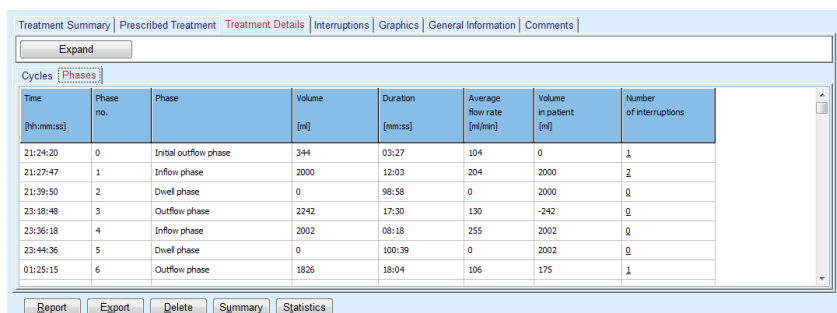 Treatment Summary Prescribed Treatment Treatment Details Interruptions Graphics General Information Comments
Expand
Cycles Phases
Time [hh:mm:ss] Phase no. Phase Volume [ml] Duration [mm:ss] Average flow rate [ml/min] Volume in patient [ml] Number of interruptions
21:24:20 0 Initial outflow phase 344 03:27 104 0 1
21:27:47 1 Inflow phase 2000 12:03 204 2000 2
21:39:50 2 Dwell phase 0 98:58 0 2000 0
23:18:48 3 Outflow phase 2242 17:30 130 -242 0
23:36:18 4 Inflow phase 2002 08:18 255 2002 0
23:44:36 5 Dwell phase 0 100:39 0 2002 0
01:25:15 6 Outflow phase 1826 18:04 106 175 1
Report Export Delete Summary Statistics